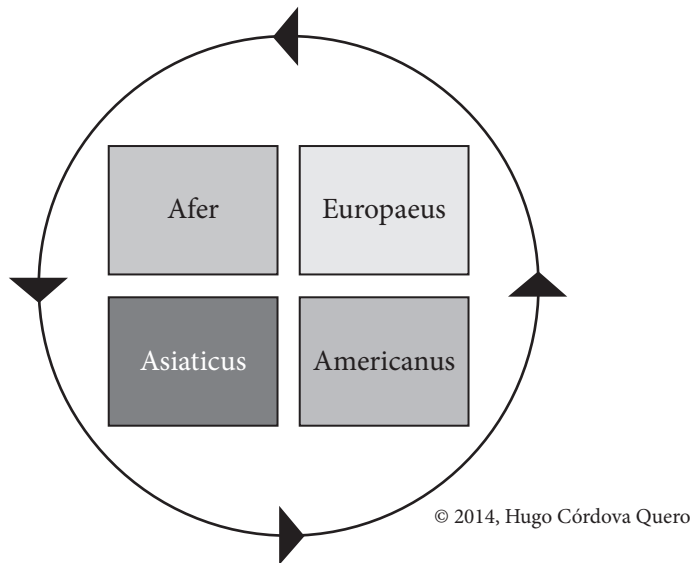 Afer
Europaeus
Asiaticus
Americanus
© 2014, Hugo Córdova Quero